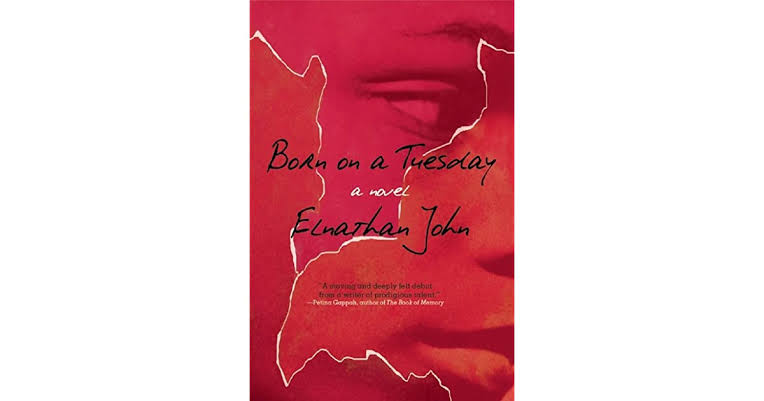 Born on a Tuesday
a novel
Elnathan John
"A moving and deeply felt debut
from a writer of prodigious talent."
—Petina Gappah, author of The Book of Memory